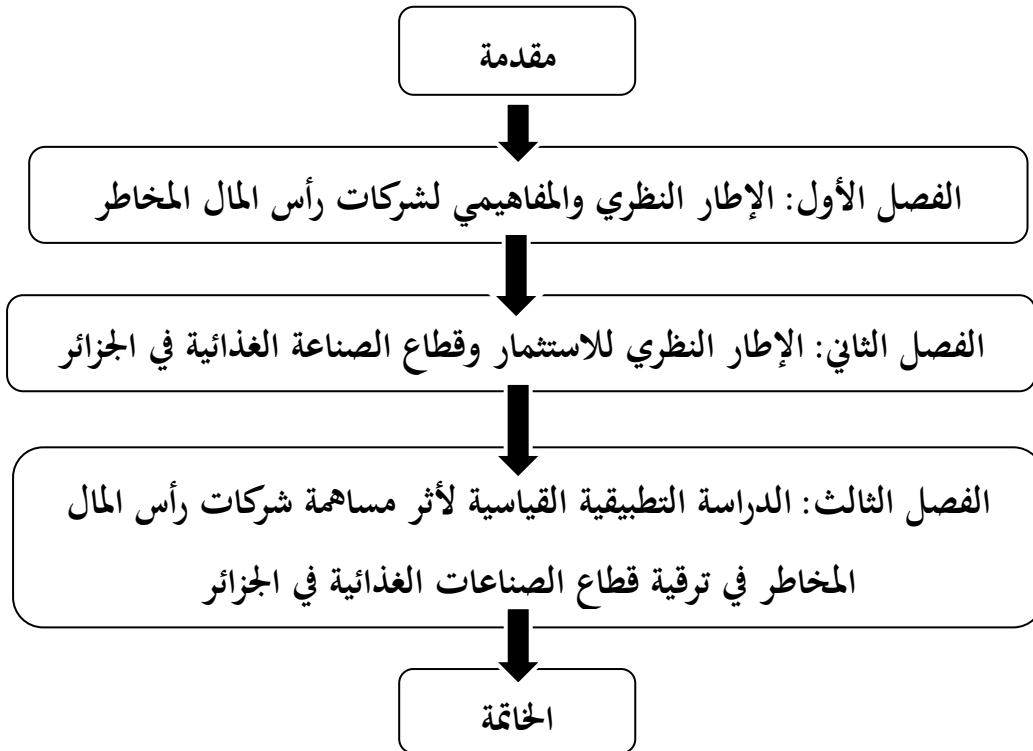 مقدمة
الفصل الأول: الإطار النظري والمفاهيمي لشركات رأس المال المخاطر
الفصل الثاني: الإطار النظري للاستثمار وقطاع الصناعة الغذائية في الجزائر
الفصل الثالث: الدراسة التطبيقية القياسية لأثر مساهمة شركات رأس المال
المخاطر في ترقية قطاع الصناعات الغذائية في الجزائر
الخاتمة